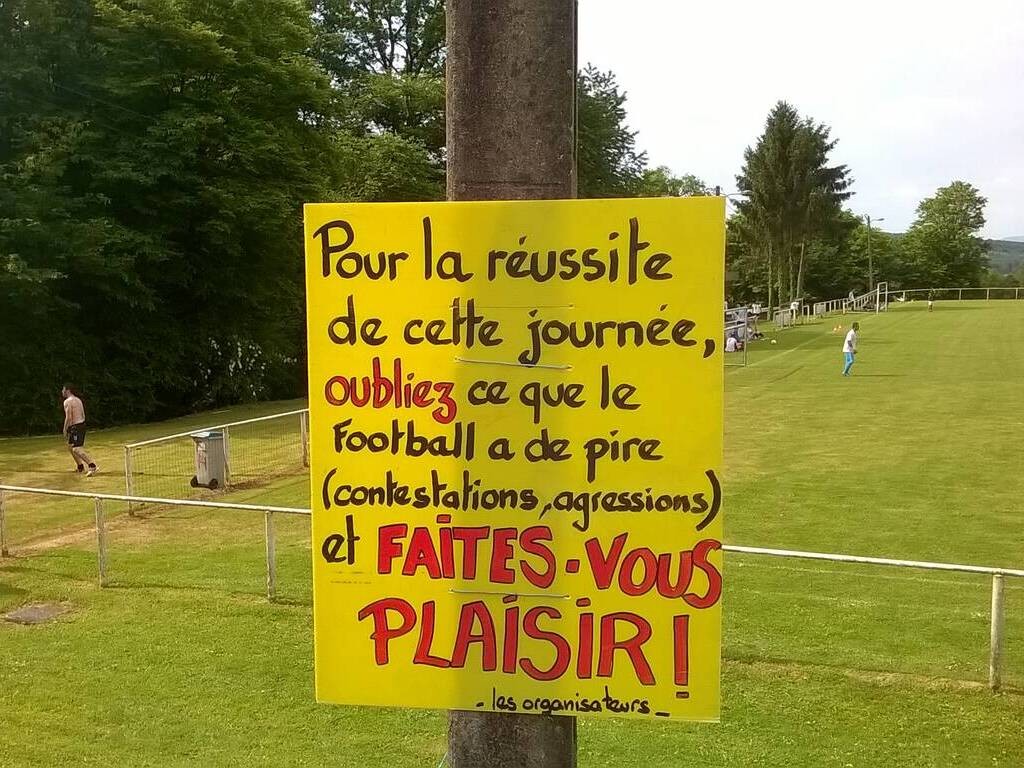 Pour la réussite
de cette journée,
oubliez ce que le
Football a de pire
(contestations, agressions)
et FAITES-VOUS
PLAISIR !
- les organisateurs -